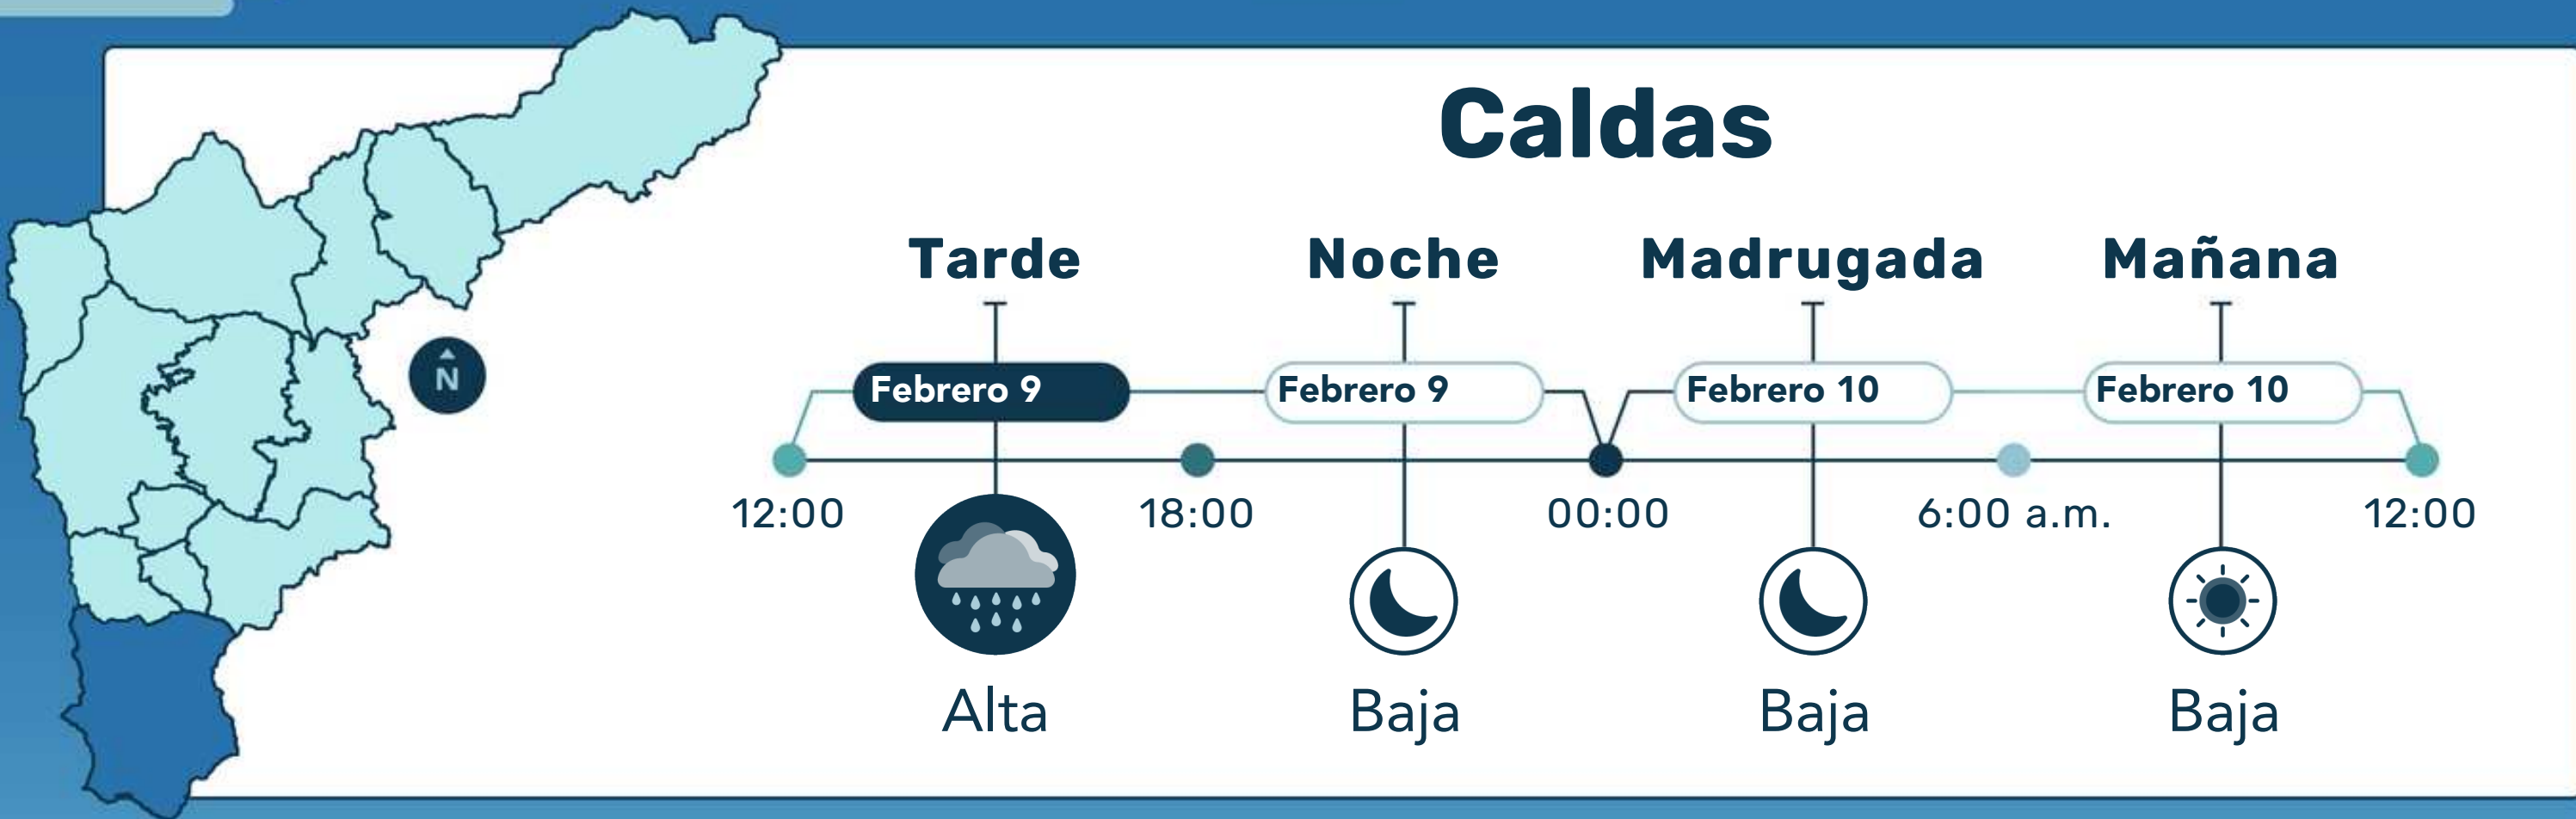 Caldas
Tarde Noche Madrugada Mañana
Febrero 9 Febrero 9 Febrero 10 Febrero 10
N
12:00 18:00 00:00 6:00 a.m. 12:00
Alta Baja Baja Baja